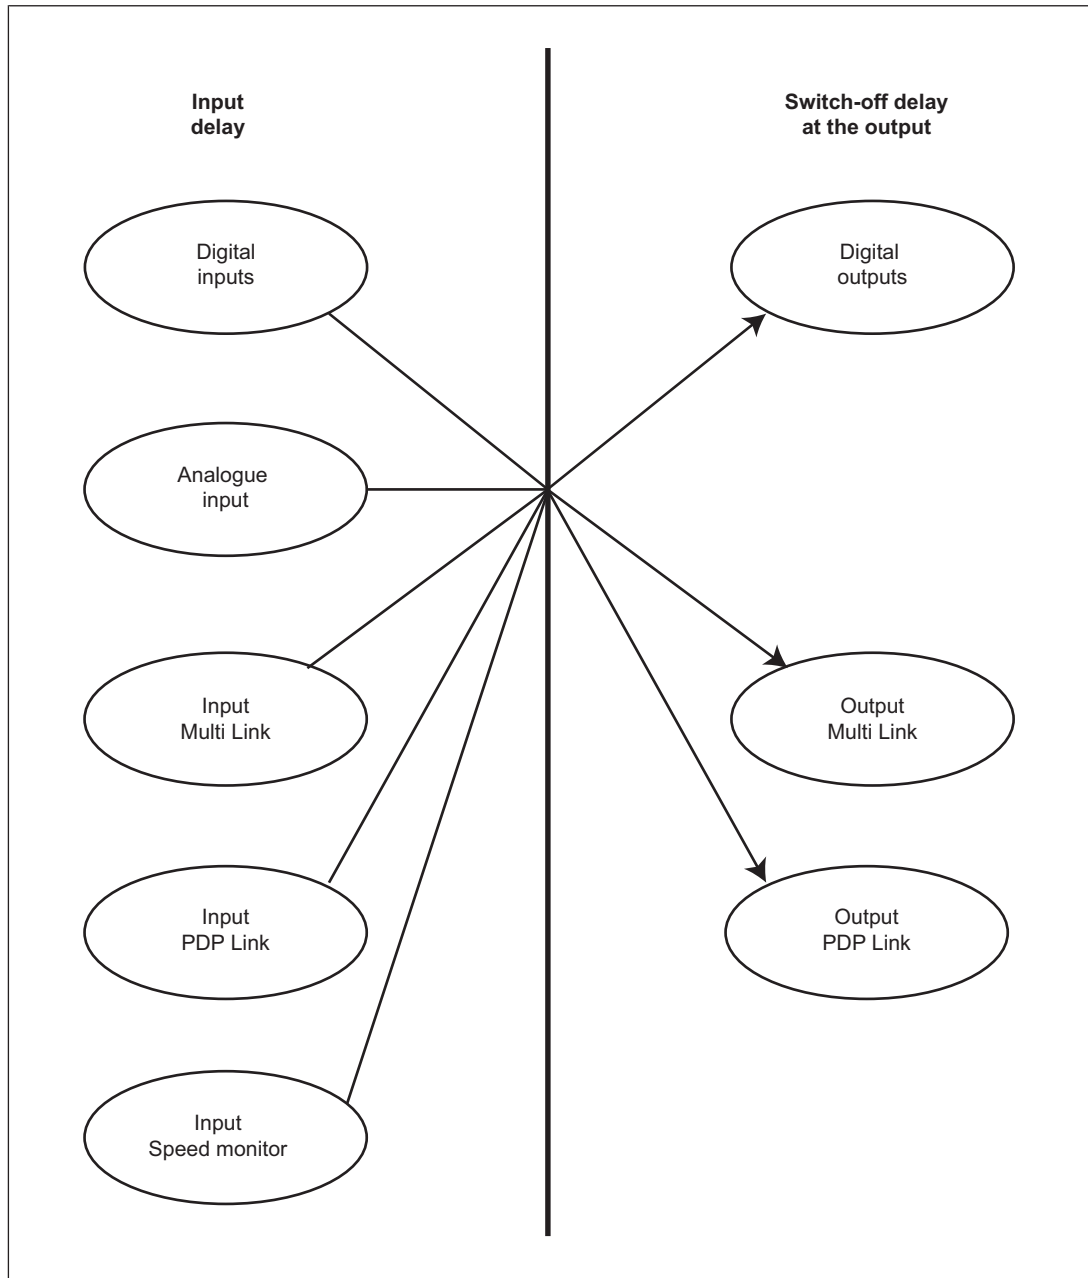 Input
delay
Switch-off delay
at the output
Digital
inputs
Digital
outputs
Analogue
input
Input
Multi Link
Output
Multi Link
Input
PDP Link
Output
PDP Link
Input
Speed monitor